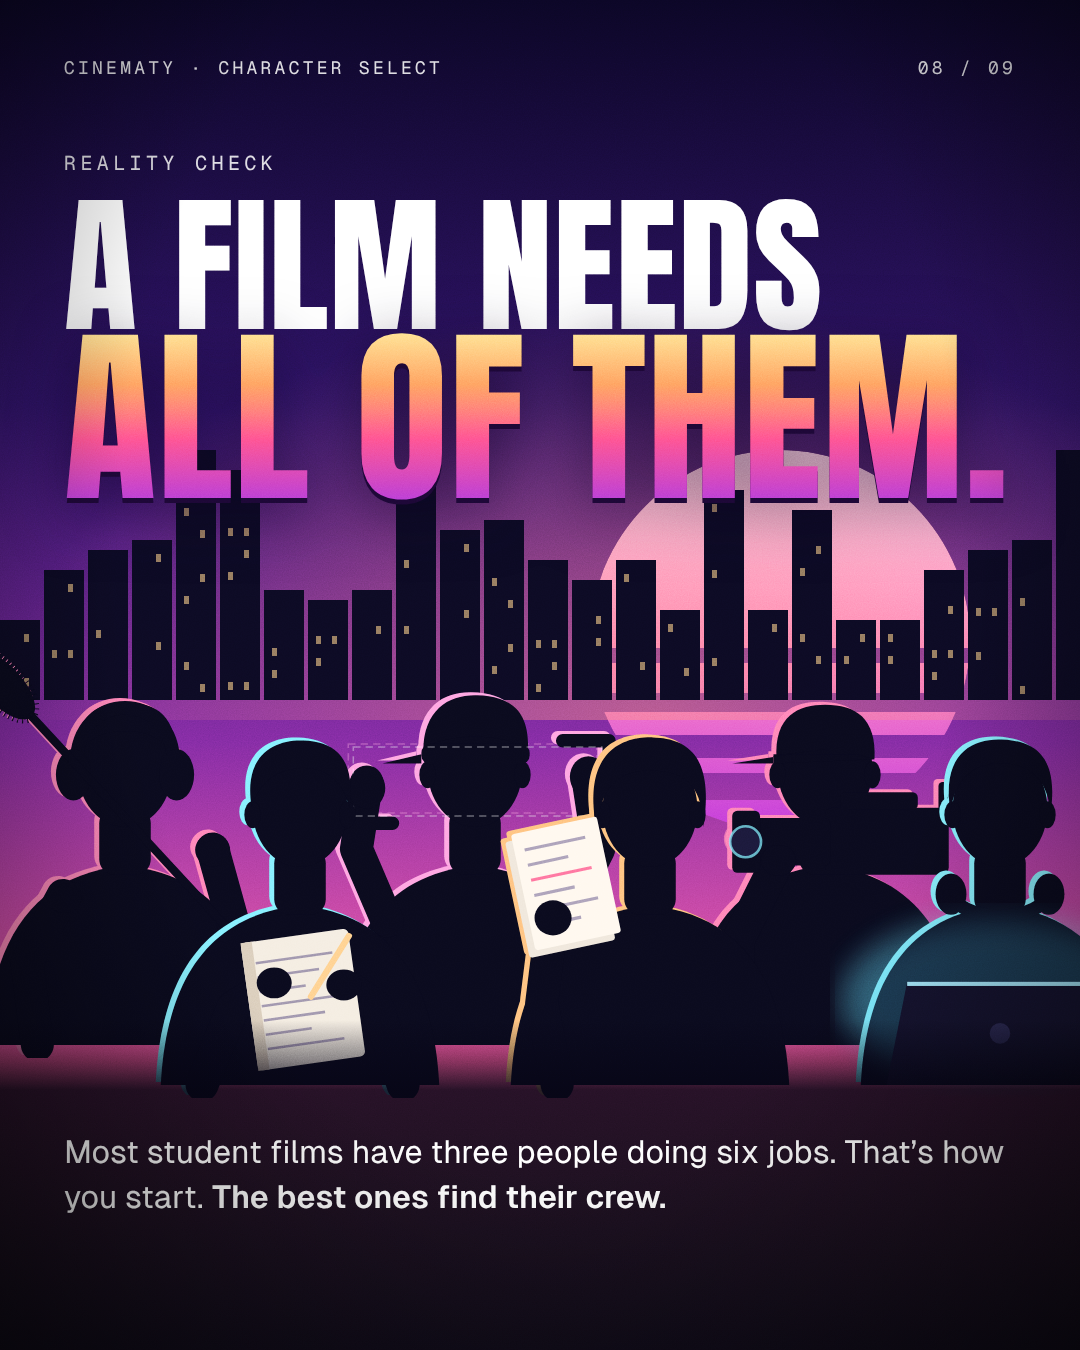 CINEMATY · CHARACTER SELECT
08 / 09
REALITY CHECK
A FILM NEEDS
ALL OF THEM.
Most student films have three people doing six jobs. That’s how
you start. The best ones find their crew.